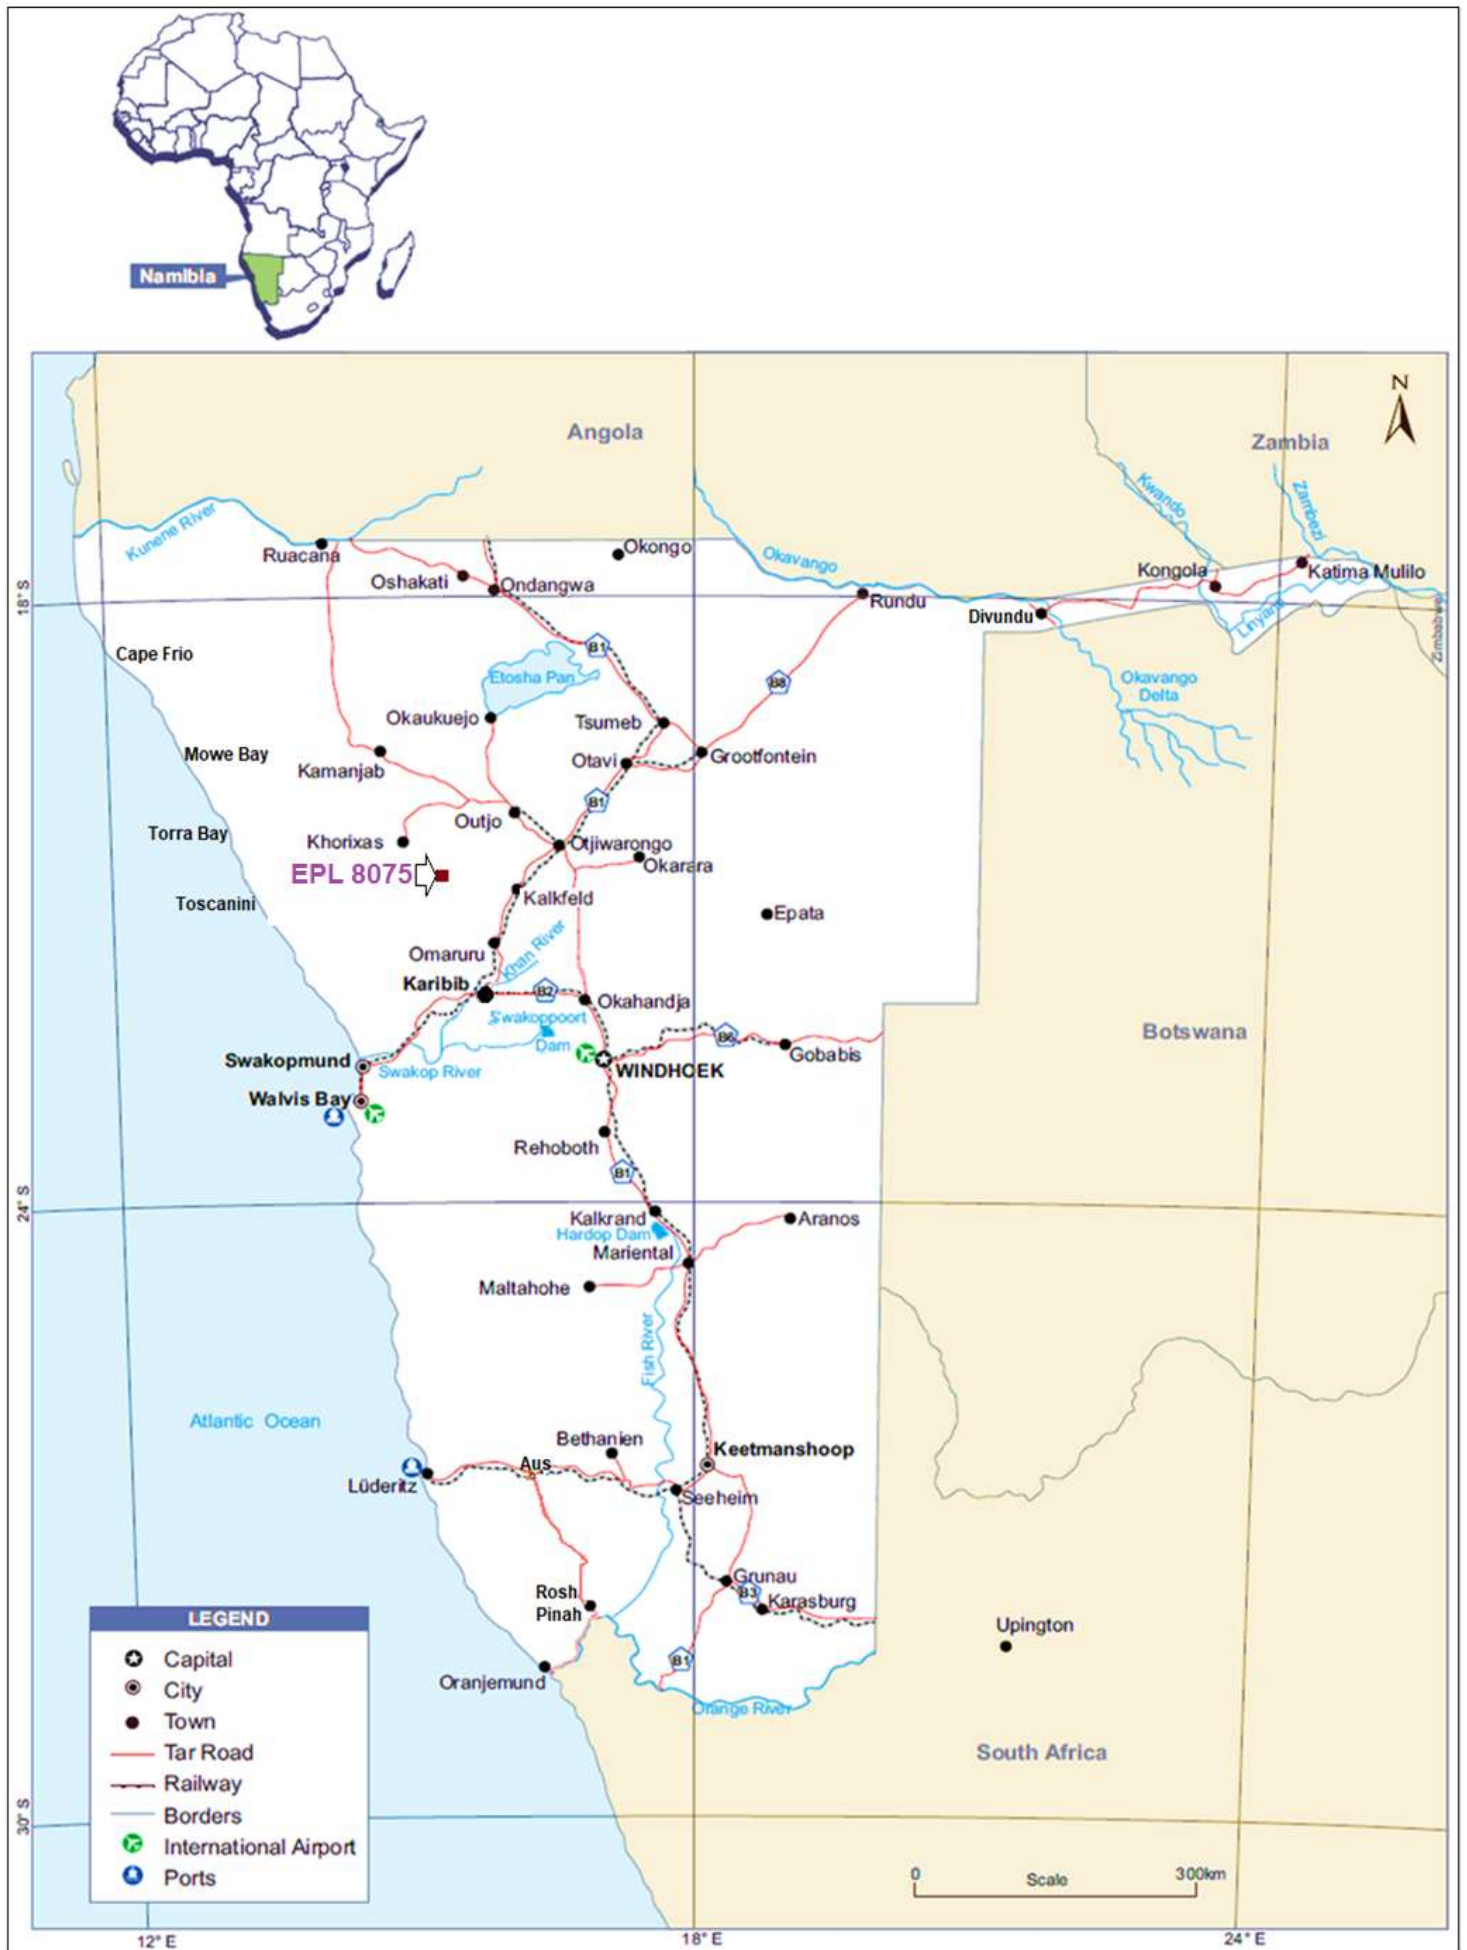 Namibia
N
Angola
Zambia
Kwando
Zambezi
Kunene River
Ruacana
Okongo
Okavango
Oshakati
Ondangwa
Kongola
Katima Mulilo
18° S
Rundu
Divundu
Linyanti
Zimbabwe
Cape Frio
B1
Etosha Pan
B8
Okavango
Delta
Okaukuejo
Tsumeb
Mowe Bay
Otavi
Grootfontein
Kamanjab
B1
Outjo
Torra Bay
Khorixas
Otjiwarongo
Okarara
EPL 8075
Kalkfeld
Toscanini
Epata
Omaruru
Khan River
Karibib
B2
Okahandja
Swakoppoort
Dam
B6
Botswana
Gobabis
Swakopmund
Swakop River
WINDHOEK
Walvis Bay
Rehoboth
B1
24° S
Kalkrand
Aranos
Hardop Dam
Mariental
Maltahohe
Fish River
Atlantic Ocean
Bethanien
Keetmanshoop
Aus
Lüderitz
Seeheim
Grunau
B3
Rosh
Pinah
Karasburg
Upington
B1
Oranjemund
Orange River
South Africa
LEGEND
Capital
City
Town
Tar Road
Railway
Borders
International Airport
Ports
30° S
0 Scale 300km
12° E
18° E
24° E